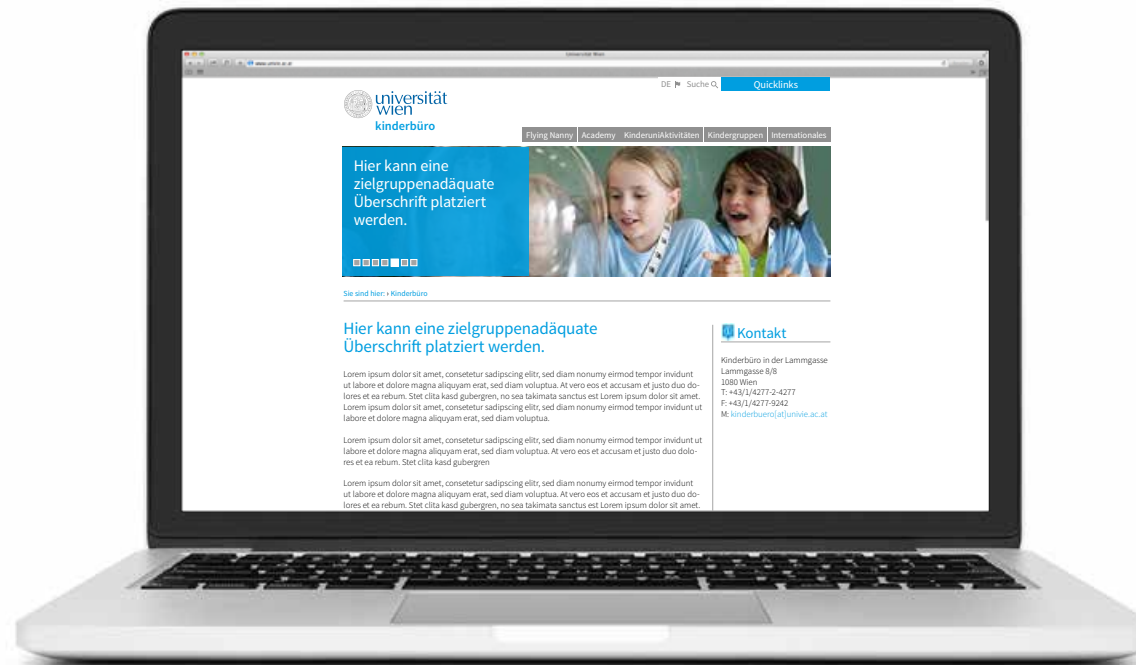 Universität Wien
www.univie.ac.at
DE Suche Quicklinks
universität
wien
kinderbüro
Flying Nanny Academy KinderuniAktivitäten Kindergruppen Internationales
Hier kann eine
zielgruppenadäquate
Überschrift platziert
werden.
Sie sind hier: › Kinderbüro
Hier kann eine zielgruppenadäquate
Überschrift platziert werden.
Lorem ipsum dolor sit amet, consetetur sadipscing elitr, sed diam nonumy eirmod tempor invidunt
ut labore et dolore magna aliquyam erat, sed diam voluptua. At vero eos et accusam et justo duo do-
lores et ea rebum. Stet clita kasd gubergren, no sea takimata sanctus est Lorem ipsum dolor sit amet.
Lorem ipsum dolor sit amet, consetetur sadipscing elitr, sed diam nonumy eirmod tempor invidunt ut
labore et dolore magna aliquyam erat, sed diam voluptua.
Lorem ipsum dolor sit amet, consetetur sadipscing elitr, sed diam nonumy eirmod tempor invidunt ut
labore et dolore magna aliquyam erat, sed diam voluptua. At vero eos et accusam et justo duo dolo-
res et ea rebum. Stet clita kasd gubergren
Lorem ipsum dolor sit amet, consetetur sadipscing elitr, sed diam nonumy eirmod tempor invidunt
ut labore et dolore magna aliquyam erat, sed diam voluptua. At vero eos et accusam et justo duo do-
lores et ea rebum. Stet clita kasd gubergren, no sea takimata sanctus est Lorem ipsum dolor sit amet.
Kontakt
Kinderbüro in der Lammgasse
Lammgasse 8/8
1080 Wien
T: +43/1/4277-2-4277
F: +43/1/4277-9242
M: kinderbuero[at]univie.ac.at